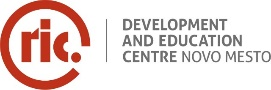 ric.
DEVELOPMENT
AND EDUCATION
CENTRE NOVO MESTO